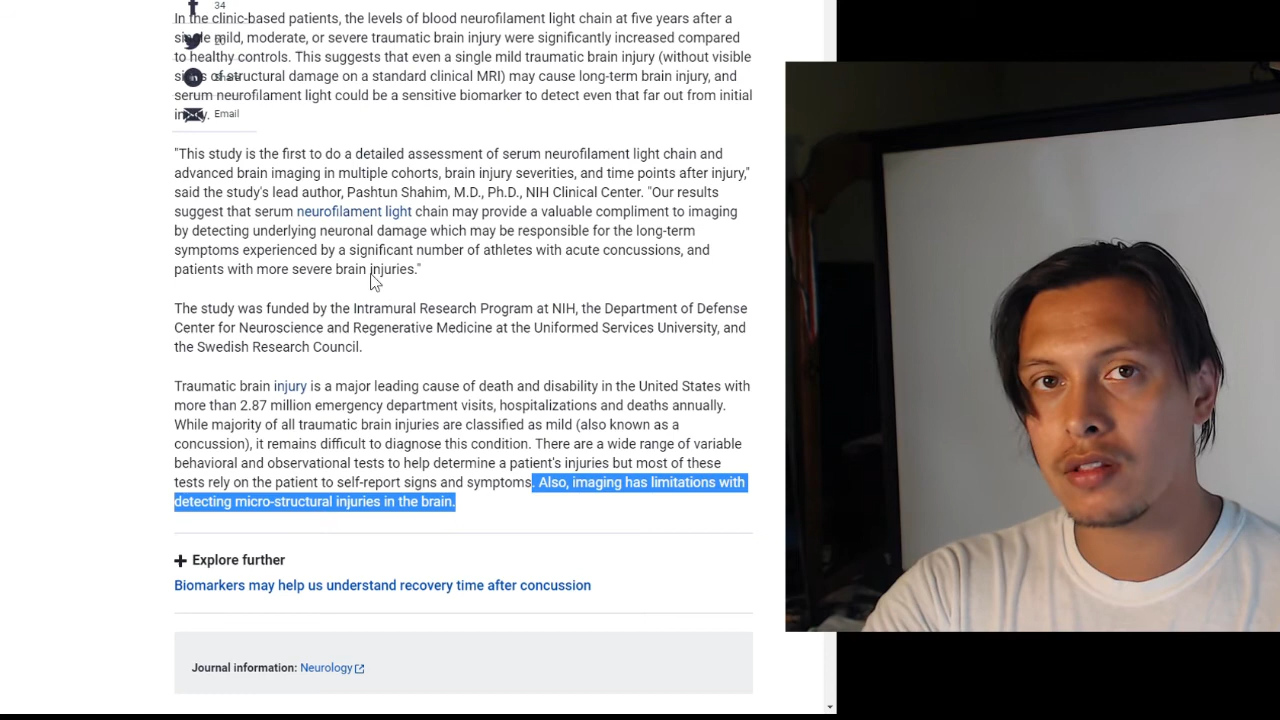 34
In the clinic-based patients, the levels of blood neurofilament light chain at five years after a
single mild, moderate, or severe traumatic brain injury were significantly increased compared
to healthy controls. This suggests that even a single mild traumatic brain injury (without visible
signs of structural damage on a standard clinical MRI) may cause long-term brain injury, and
serum neurofilament light could be a sensitive biomarker to detect even that far out from initial
injury.
Email
"This study is the first to do a detailed assessment of serum neurofilament light chain and
advanced brain imaging in multiple cohorts, brain injury severities, and time points after injury,"
said the study's lead author, Pashtun Shahim, M.D., Ph.D., NIH Clinical Center. "Our results
suggest that serum neurofilament light chain may provide a valuable compliment to imaging
by detecting underlying neuronal damage which may be responsible for the long-term
symptoms experienced by a significant number of athletes with acute concussions, and
patients with more severe brain injuries."
The study was funded by the Intramural Research Program at NIH, the Department of Defense
Center for Neuroscience and Regenerative Medicine at the Uniformed Services University, and
the Swedish Research Council.
Traumatic brain injury is a major leading cause of death and disability in the United States with
more than 2.87 million emergency department visits, hospitalizations and deaths annually.
While majority of all traumatic brain injuries are classified as mild (also known as a
concussion), it remains difficult to diagnose this condition. There are a wide range of variable
behavioral and observational tests to help determine a patient's injuries but most of these
tests rely on the patient to self-report signs and symptoms. Also, imaging has limitations with
detecting micro-structural injuries in the brain.
Explore further
Biomarkers may help us understand recovery time after concussion
Journal information: Neurology